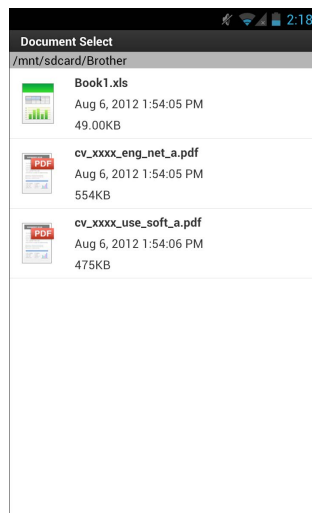 2:18
Document Select
/mnt/sdcard/Brother
Book1.xls
Aug 6, 2012 1:54:05 PM
49.00KB
PDF
cv_xxxx_eng_net_a.pdf
Aug 6, 2012 1:54:05 PM
554KB
PDF
cv_xxxx_use_soft_a.pdf
Aug 6, 2012 1:54:06 PM
475KB